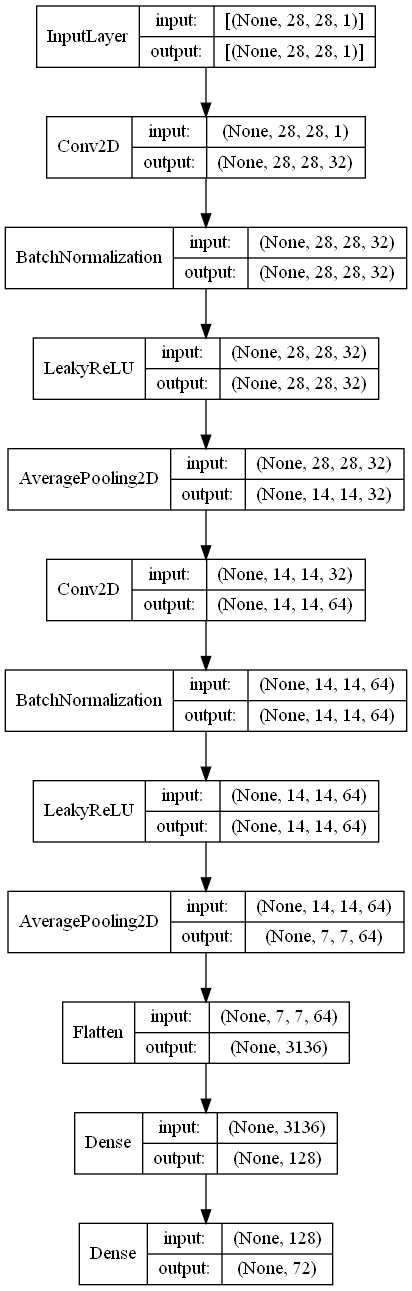 InputLayer
input: [(None, 28, 28, 1)]
output: [(None, 28, 28, 1)]
Conv2D
input: (None, 28, 28, 1)
output: (None, 28, 28, 32)
BatchNormalization
input: (None, 28, 28, 32)
output: (None, 28, 28, 32)
LeakyReLU
input: (None, 28, 28, 32)
output: (None, 28, 28, 32)
AveragePooling2D
input: (None, 28, 28, 32)
output: (None, 14, 14, 32)
Conv2D
input: (None, 14, 14, 32)
output: (None, 14, 14, 64)
BatchNormalization
input: (None, 14, 14, 64)
output: (None, 14, 14, 64)
LeakyReLU
input: (None, 14, 14, 64)
output: (None, 14, 14, 64)
AveragePooling2D
input: (None, 14, 14, 64)
output: (None, 7, 7, 64)
Flatten
input: (None, 7, 7, 64)
output: (None, 3136)
Dense
input: (None, 3136)
output: (None, 128)
Dense
input: (None, 128)
output: (None, 72)